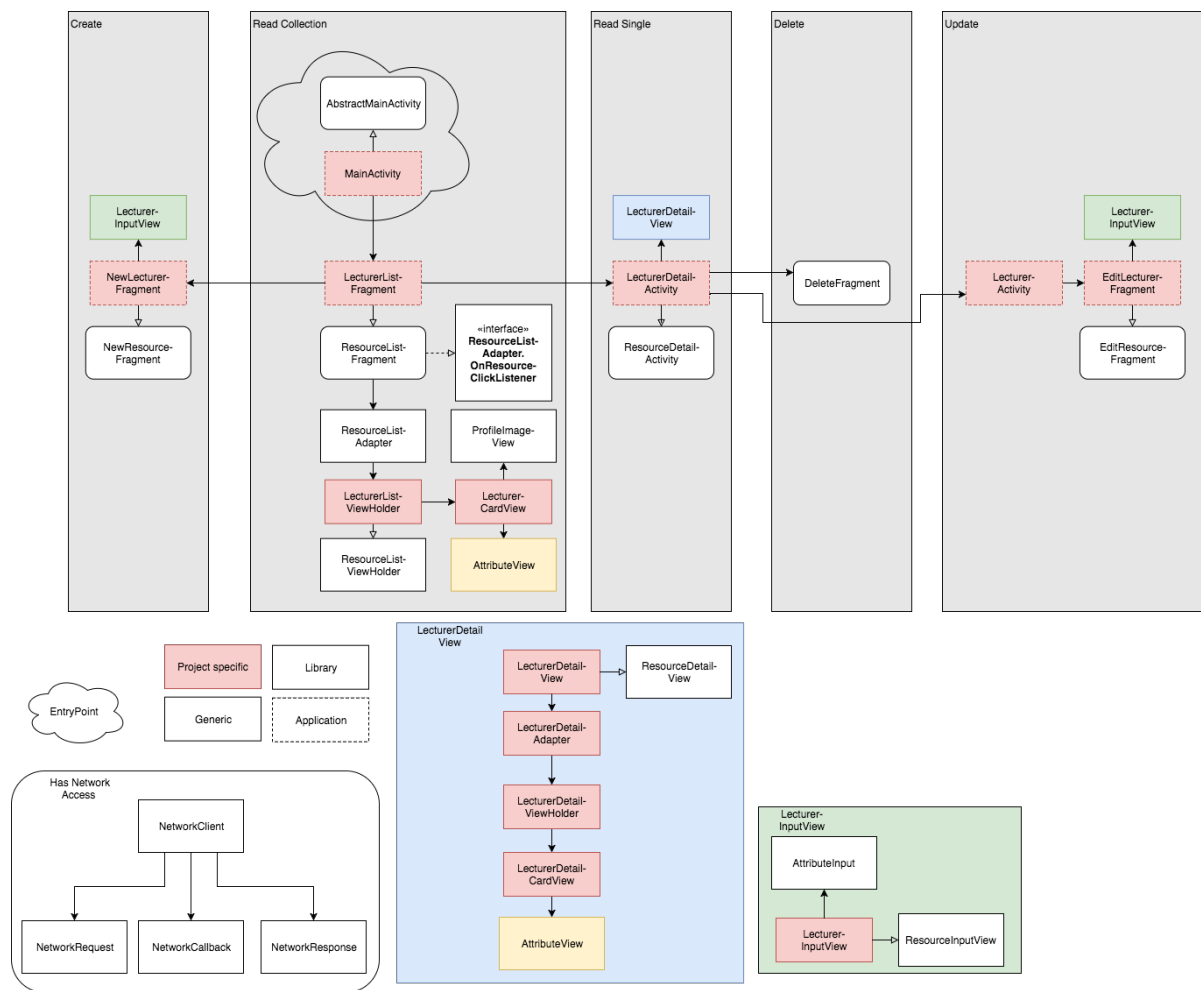 Create
Read Collection
Read Single
Delete
Update
AbstractMainActivity
MainActivity
Lecturer-
InputView
LecturerDetail-
View
Lecturer-
InputView
NewLecturer-
Fragment
LecturerList-
Fragment
LecturerDetail-
Activity
DeleteFragment
Lecturer-
Activity
EditLecturer-
Fragment
NewResource-
Fragment
ResourceList-
Fragment
«interface»
ResourceList-
Adapter.
OnResource-
ClickListener
ResourceDetail-
Activity
EditResource-
Fragment
ResourceList-
Adapter
ProfileImage-
View
LecturerList-
ViewHolder
Lecturer-
CardView
ResourceList-
ViewHolder
AttributeView
Project specific
Library
EntryPoint
Generic
Application
LecturerDetail
View
LecturerDetail-
View
ResourceDetail-
View
LecturerDetail-
Adapter
LecturerDetail-
ViewHolder
LecturerDetail-
CardView
AttributeView
Has Network
Access
NetworkClient
NetworkRequest
NetworkCallback
NetworkResponse
Lecturer-
InputView
AttributeInput
Lecturer-
InputView
ResourceInputView